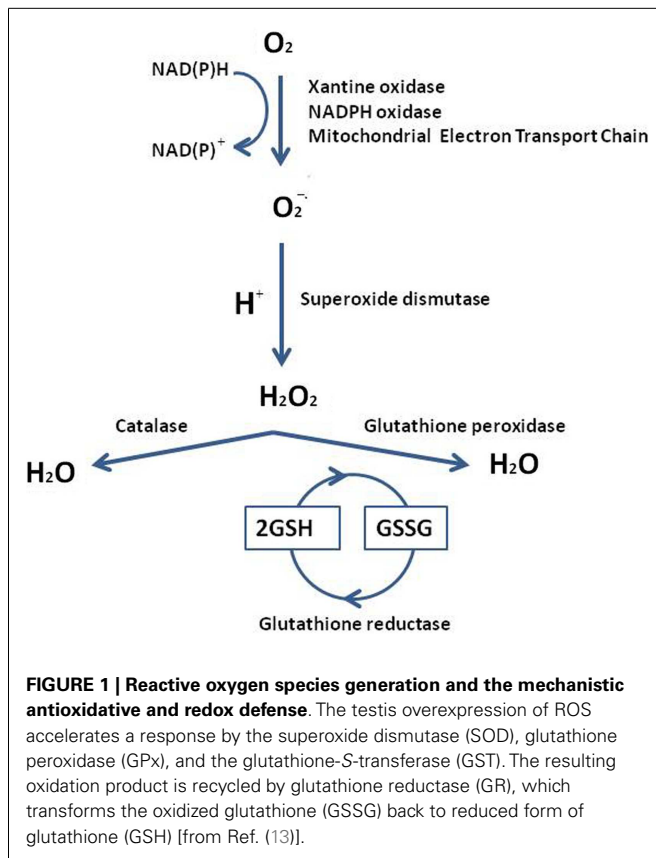 O₂
NAD(P)H
Xantine oxidase
NADPH oxidase
NAD(P)⁺
Mitochondrial Electron Transport Chain
O₂⁻·
H⁺
Superoxide dismutase
H₂O₂
Catalase
Glutathione peroxidase
H₂O
H₂O
2GSH
GSSG
Glutathione reductase
FIGURE 1 | Reactive oxygen species generation and the mechanistic
antioxidative and redox defense. The testis overexpression of ROS
accelerates a response by the superoxide dismutase (SOD), glutathione
peroxidase (GPx), and the glutathione-S-transferase (GST). The resulting
oxidation product is recycled by glutathione reductase (GR), which
transforms the oxidized glutathione (GSSG) back to reduced form of
glutathione (GSH) [from Ref. (13)].